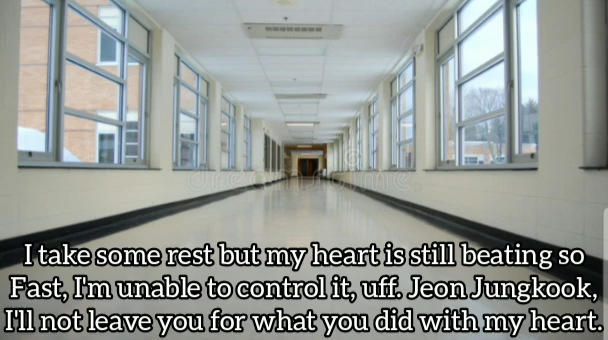 I take some rest but my heart is still beating so
Fast, I'm unable to control it, uff. Jeon Jungkook,
I'll not leave you for what you did with my heart.